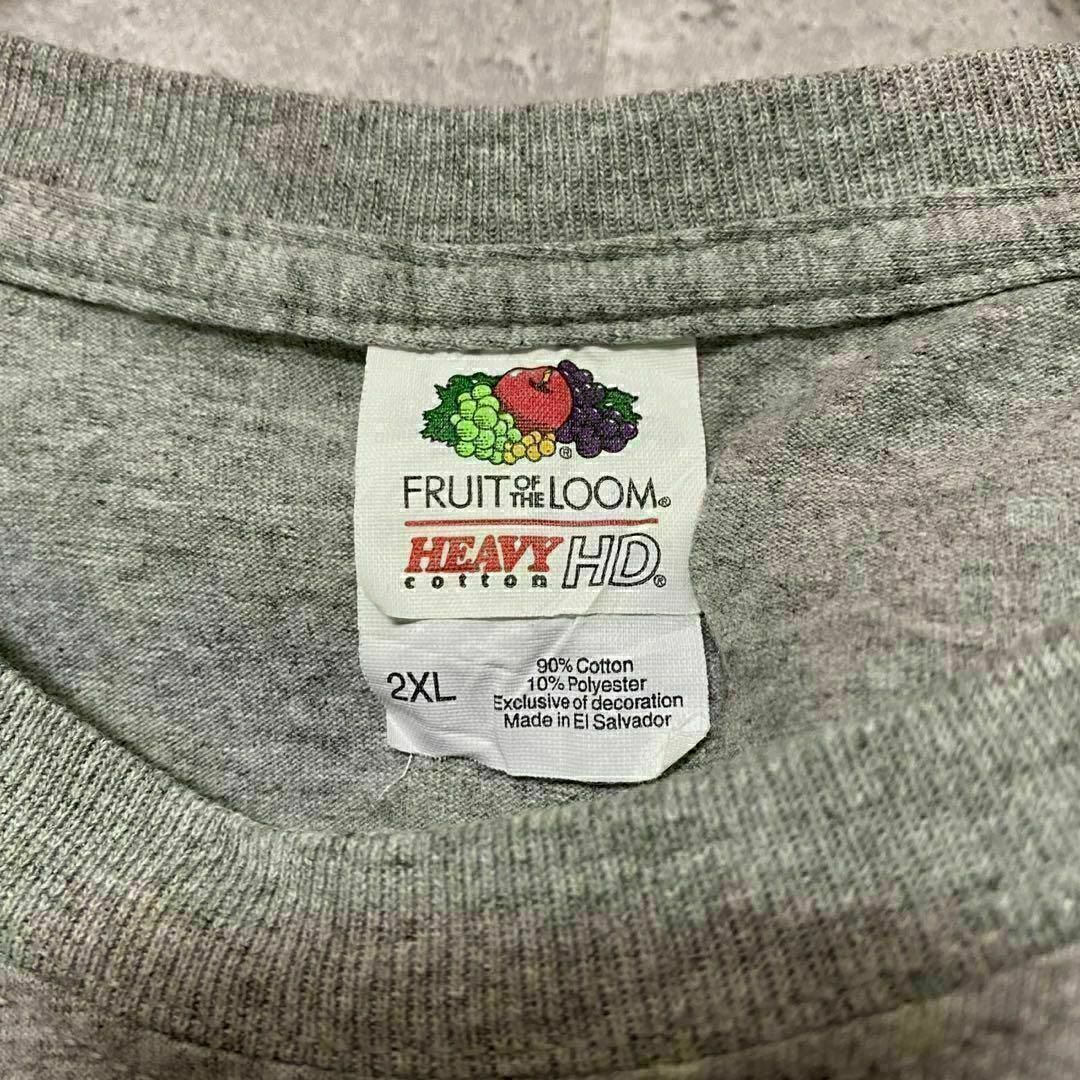 ®
FRUIT OF THE LOOM®
HEAVY HD®
cotton
2XL
90% Cotton
10% Polyester
Exclusive of decoration
Made in El Salvador